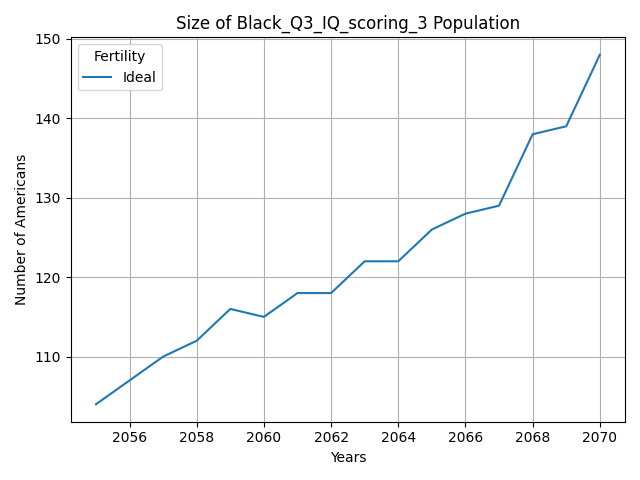 Size of Black_Q3_IQ_scoring_3 Population
Fertility
Ideal
Number of Americans
150
140
130
120
110
2056
2058
2060
2062
2064
2066
2068
2070
Years